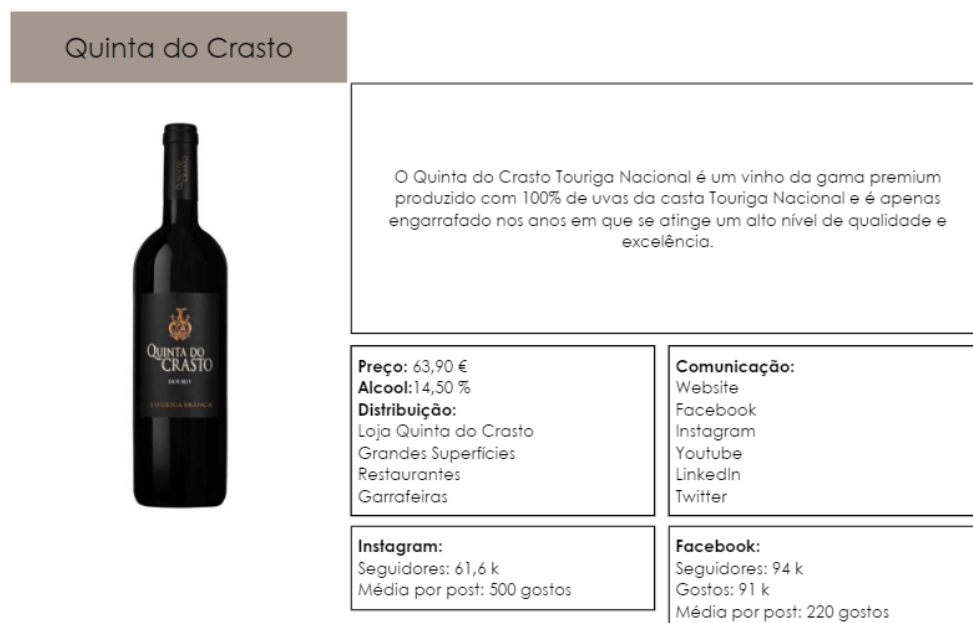 Quinta do Crasto
O Quinta do Crasto Touriga Nacional é um vinho da gama premium
produzido com 100% de uvas da casta Touriga Nacional e é apenas
engarrafado nos anos em que se atinge um alto nível de qualidade e
excelência.
QUINTA DO
CRASTO
DOURO
TOURIGA FRANCA
Preço: 63,90 €
Alcool:14,50 %
Distribuição:
Loja Quinta do Crasto
Grandes Superfícies
Restaurantes
Garrafeiras
Comunicação:
Website
Facebook
Instagram
Youtube
LinkedIn
Twitter
Instagram:
Seguidores: 61,6 k
Média por post: 500 gostos
Facebook:
Seguidores: 94 k
Gostos: 91 k
Média por post: 220 gostos